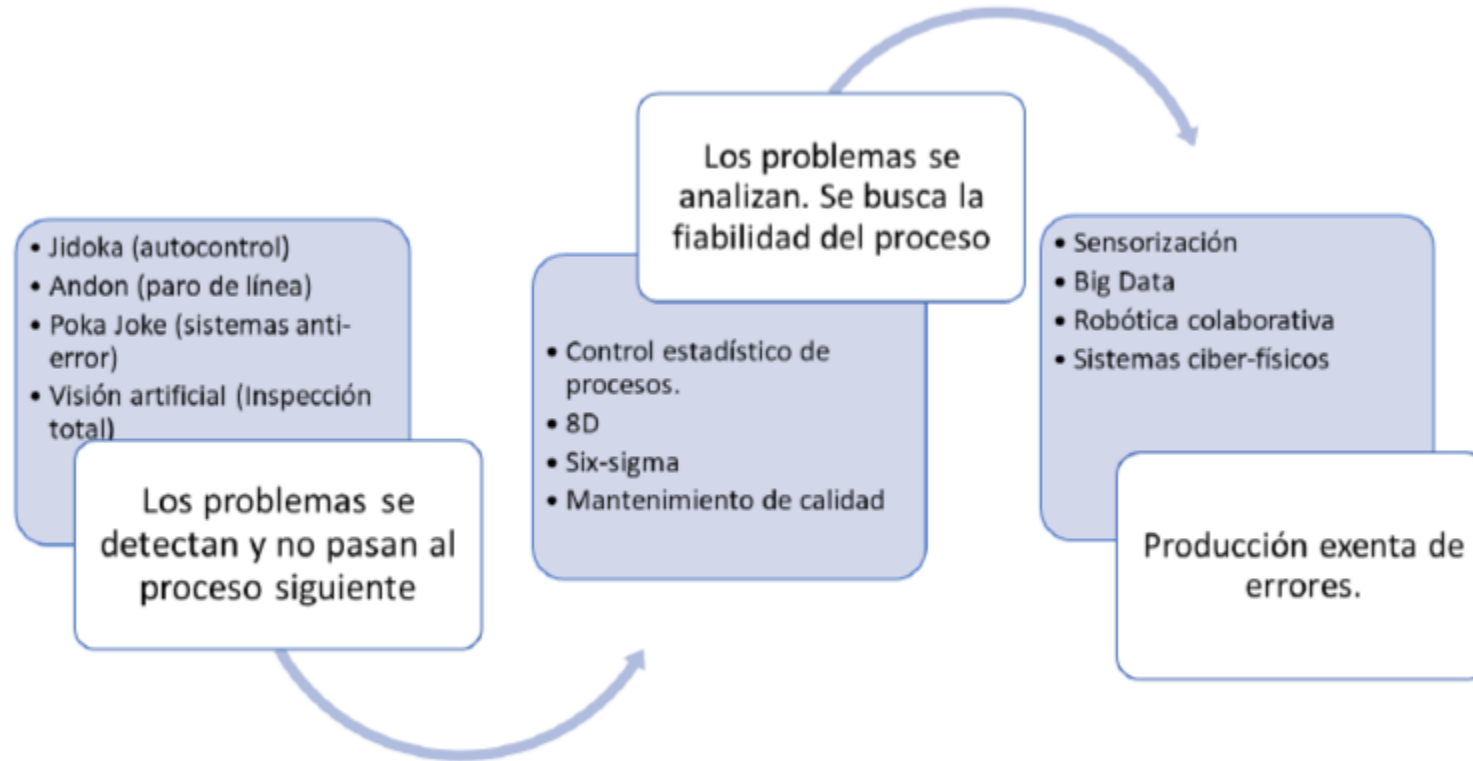 • Jidoka (autocontrol)
• Andon (paro de línea)
• Poka Joke (sistemas anti-
error)
• Visión artificial (Inspección
total)
Los problemas se
detectan y no pasan al
proceso siguiente
Los problemas se
analizan. Se busca la
fiabilidad del proceso
• Control estadístico de
procesos.
• 8D
• Six-sigma
• Mantenimiento de calidad
• Sensorización
• Big Data
• Robótica colaborativa
• Sistemas ciber-físicos
Producción exenta de
errores.